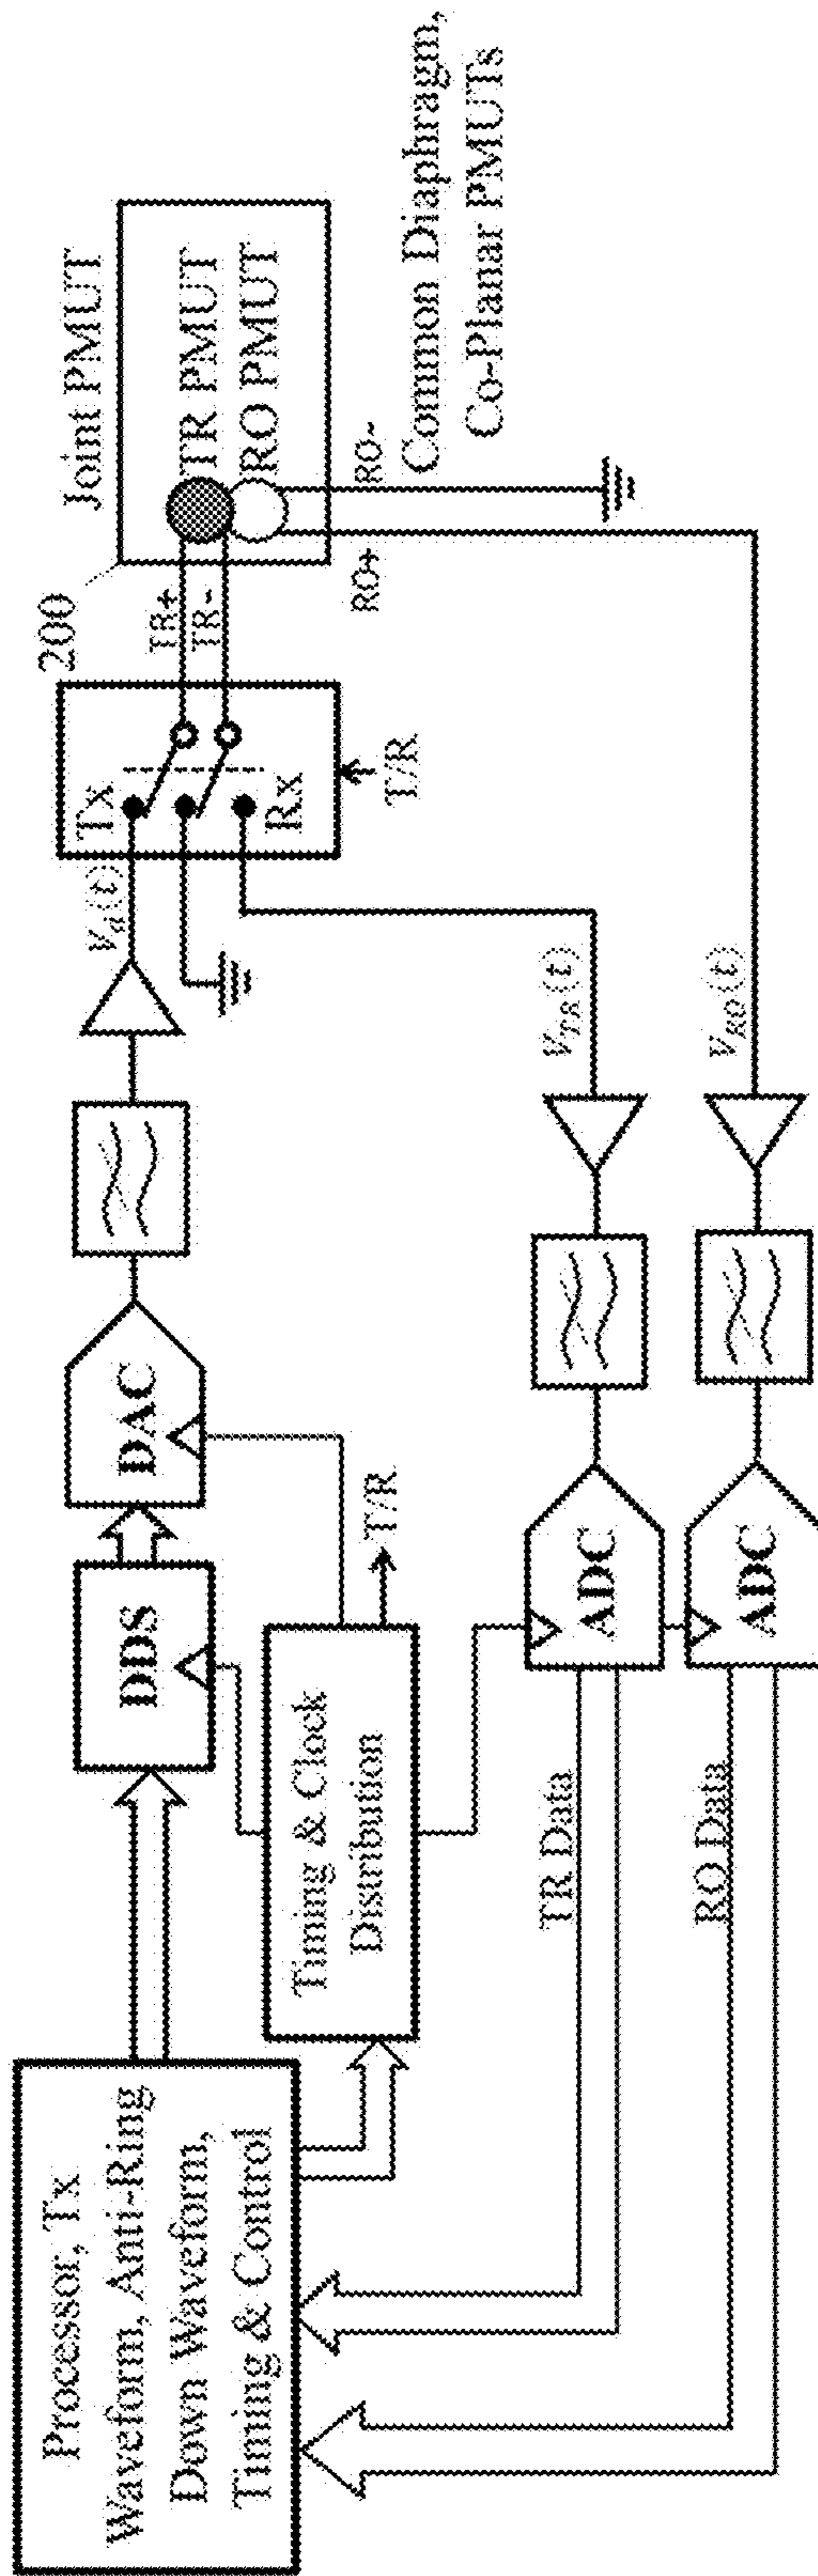 Processor, Tx
Waveform, Anti-Ring
Down Waveform,
Timing & Control
DDS
DAC
Timing & Clock
Distribution
T/R
TR Data
RO Data
ADC
ADC
V_a(t)
V_TR(t)
V_RO(t)
Tx
Rx
T/R
200
TR+
TR-
Joint PMUT
TR PMUT
RO PMUT
RO+
RO-
Common Diaphragm,
Co-Planar PMUTs